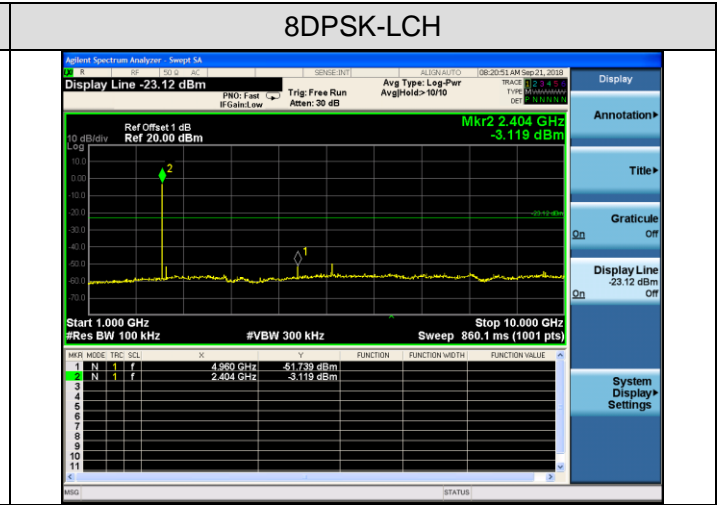 8DPSK-LCH
Agilent Spectrum Analyzer - Swept SA
R RF 50 Ω AC SENSE:INT ALIGN AUTO 08:20:51 AM Sep 21, 2018
Display Line -23.12 dBm
PNO: Fast
IFGain:Low
Trig: Free Run
Atten: 30 dB
Avg Type: Log-Pwr
Avg|Hold:>10/10
TRACE 1 2 3 4 5 6
TYPE
DET P N N N N N
Mkr2 2.404 GHz
-3.119 dBm
Ref Offset 1 dB
10 dB/div Ref 20.00 dBm
Log
10.0
0.00
-10.0
-20.0
-30.0
-40.0
-50.0
-60.0
-70.0
2
-23.12 dBm
1
Start 1.000 GHz Stop 10.000 GHz
#Res BW 100 kHz #VBW 300 kHz Sweep 860.1 ms (1001 pts)
MKR MODE TRC SCL X Y FUNCTION FUNCTION WIDTH FUNCTION VALUE
1 N 1 f 4.960 GHz -51.739 dBm
2 N 1 f 2.404 GHz -3.119 dBm
3
4
5
6
7
8
9
10
11
MSG STATUS
Display
Annotation
Title
Graticule
On Off
Display Line
-23.12 dBm
On Off
System
Display
Settings